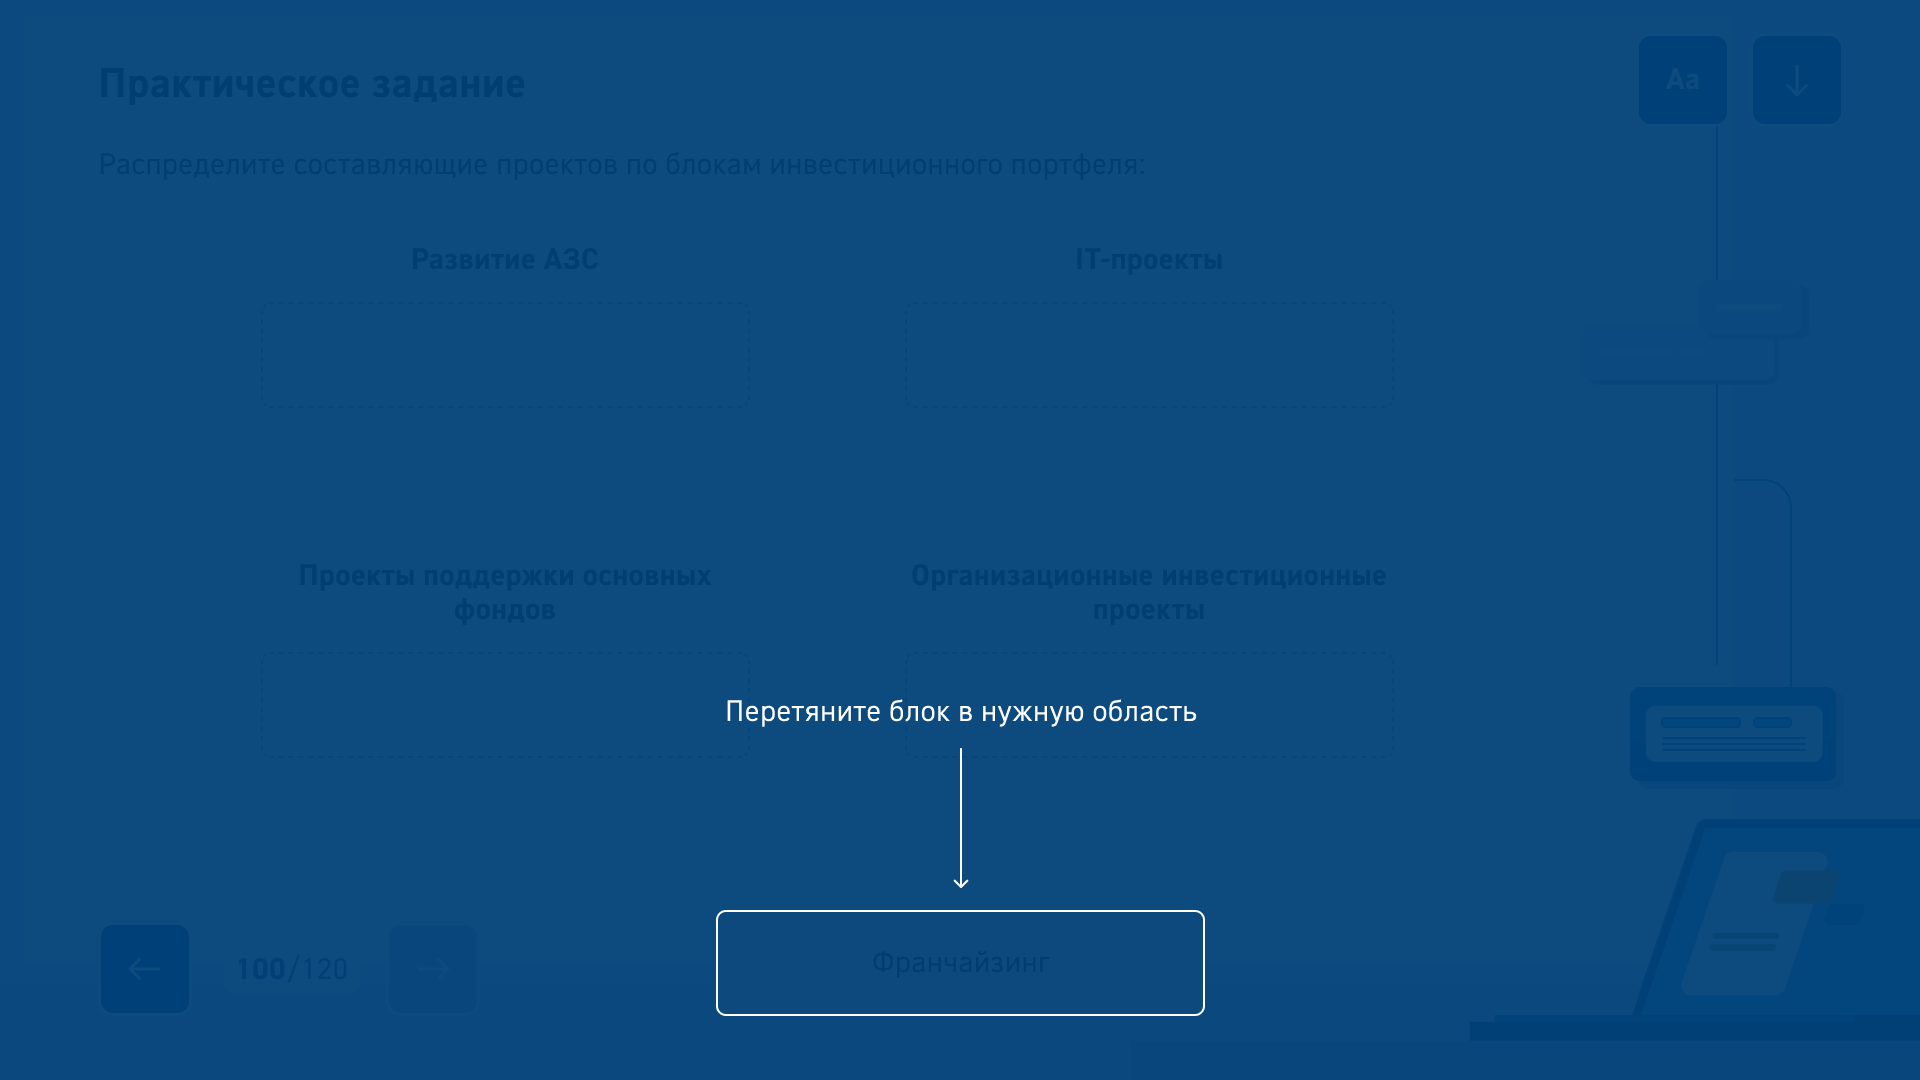 Практическое задание
Aa
Распределите составляющие проектов по блокам инвестиционного портфеля:
Развитие АЗС
IT-проекты
Проекты поддержки основных
фондов
Организационные инвестиционные
проекты
Перетяните блок в нужную область
Франчайзинг
100/120